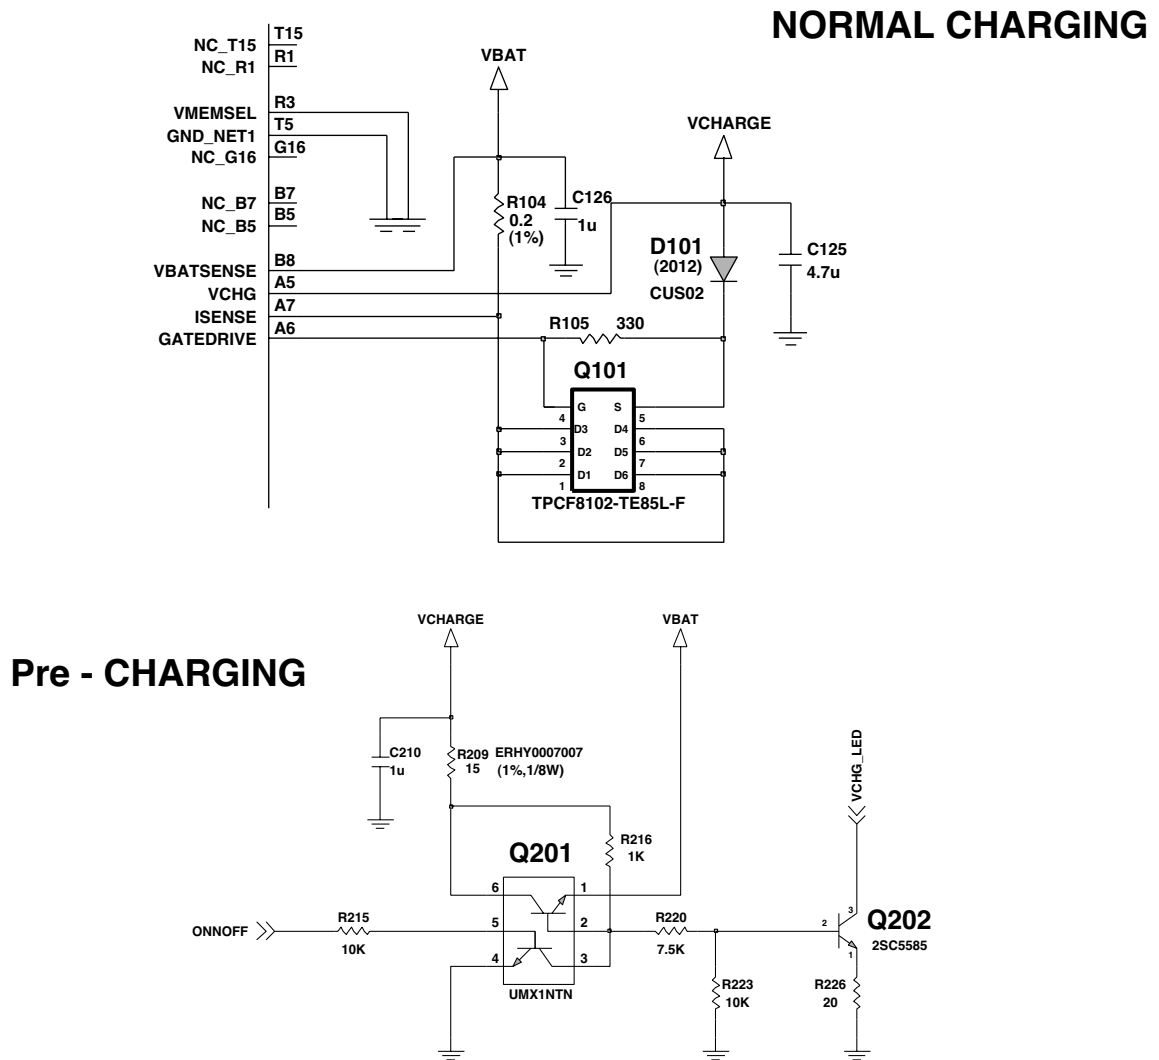 NORMAL CHARGING
NC_T15 T15
NC_R1 R1
VMEMSEL R3
GND_NET1 T5
NC_G16 G16
NC_B7 B7
NC_B5 B5
VBATSENSE B8
VCHG A5
ISENSE A7
GATEDRIVE A6
VBAT
VCHARGE
R104
0.2
(1%)
C126
1u
D101
(2012)
CUS02
C125
4.7u
R105 330
Q101
G S
4 5
D3 D4
3 6
D2 D5
2 7
D1 D6
1 8
TPCF8102-TE85L-F
Pre - CHARGING
VCHARGE
VBAT
C210
1u
R209 ERHY0007007
15 (1%,1/8W)
R216
1K
VCHG_LED
Q201
6 1
5 2
4 3
UMX1NTN
ONNOFF
R215
10K
R220
7.5K
R223
10K
2
3
1
Q202
2SC5585
R226
20